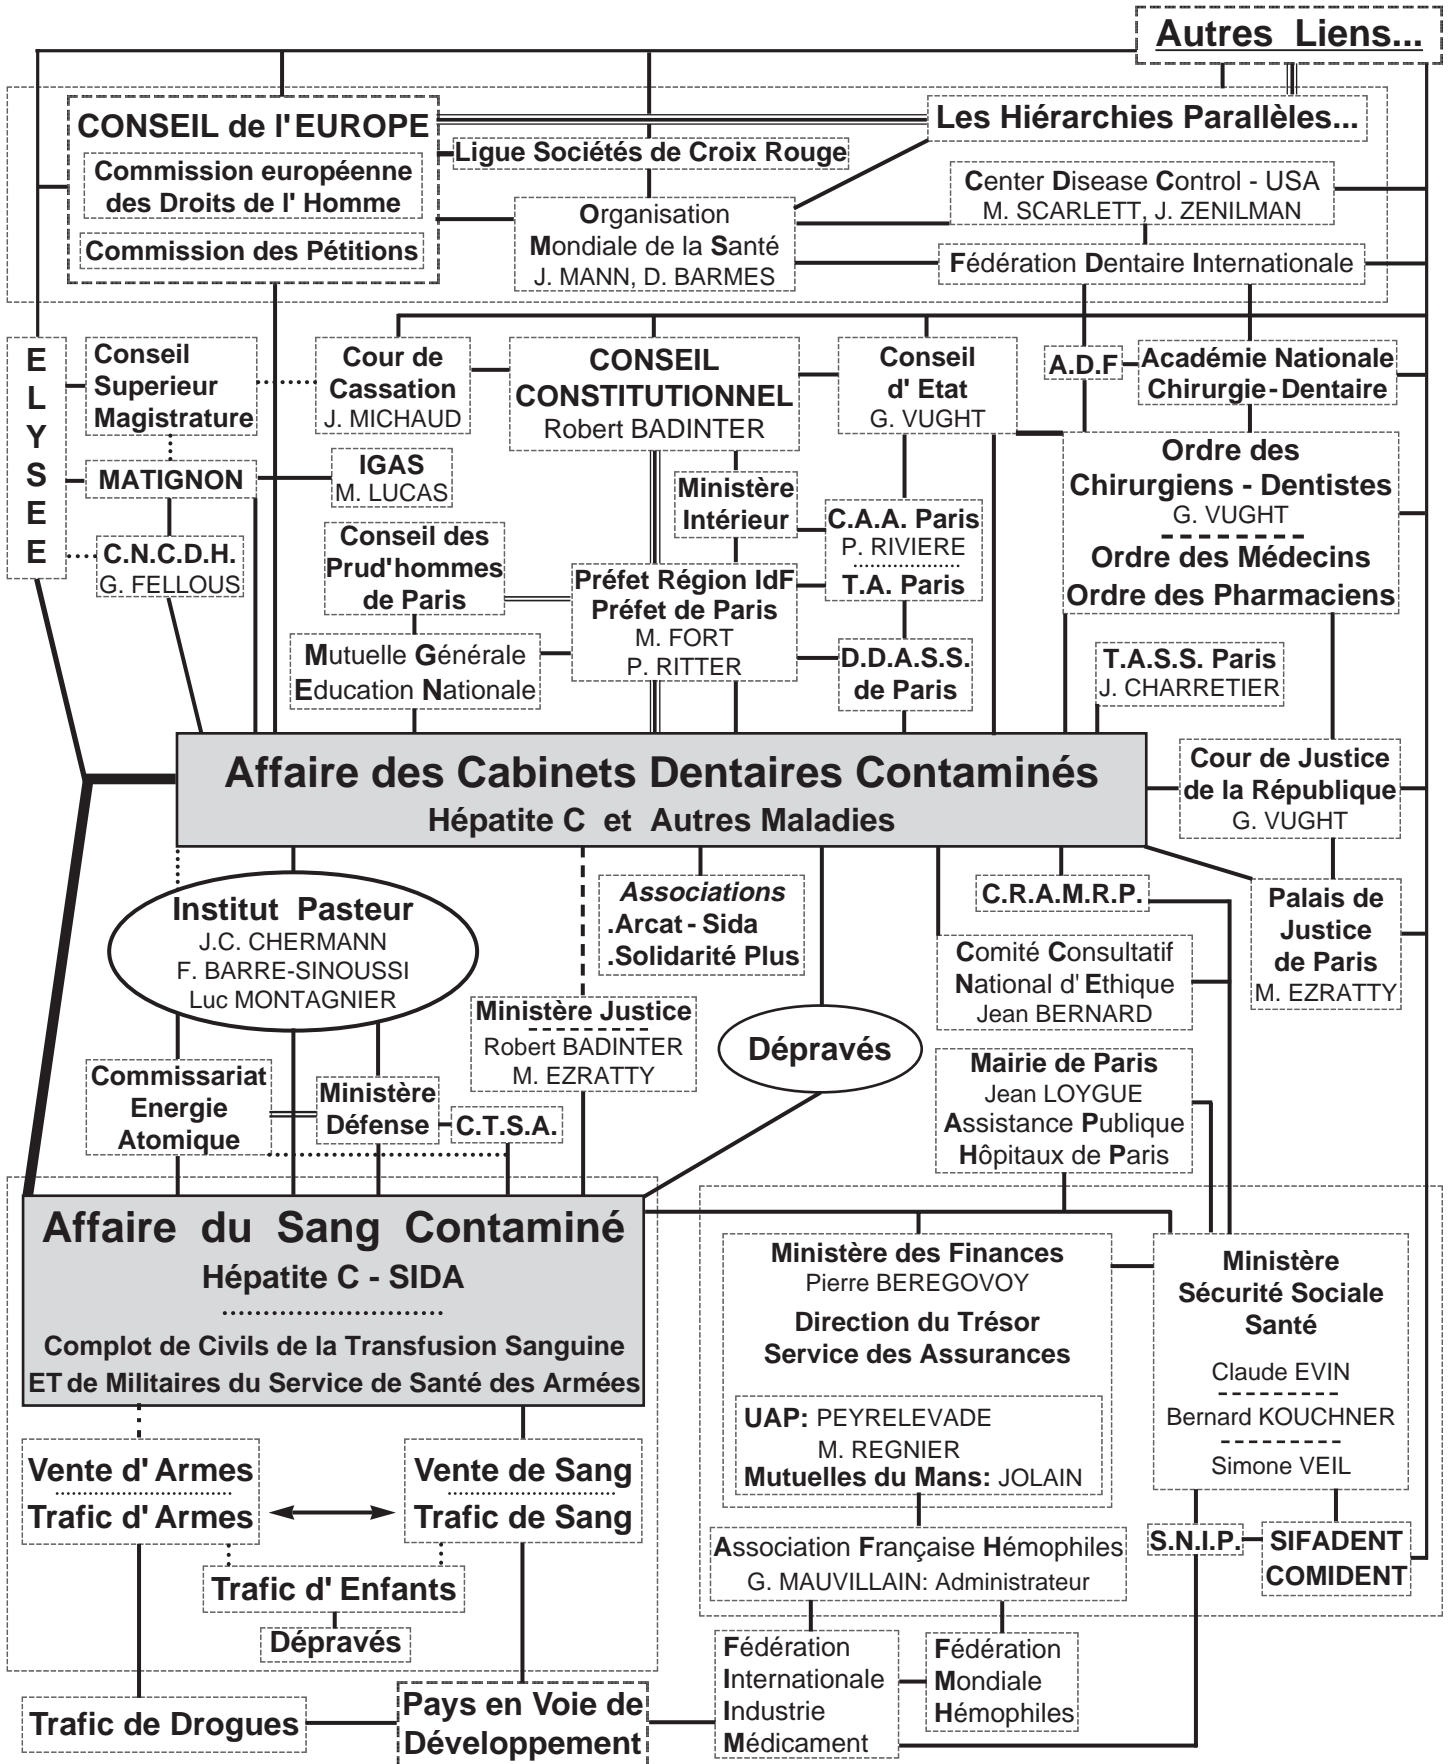 Autres Liens...
CONSEIL de l'EUROPE
Commission européenne
des Droits de l' Homme
Commission des Pétitions
Ligue Sociétés de Croix Rouge
Les Hiérarchies Parallèles...
Organisation
Mondiale de la Santé
J. MANN, D. BARMES
Center Disease Control - USA
M. SCARLETT, J. ZENILMAN
Fédération Dentaire Internationale
E
L
Y
S
E
E
Conseil
Superieur
Magistrature
Cour de
Cassation
J. MICHAUD
CONSEIL
CONSTITUTIONNEL
Robert BADINTER
Conseil
d' Etat
G. VUGHT
A.D.F
Académie Nationale
Chirurgie-Dentaire
MATIGNON
IGAS
M. LUCAS
Ministère
Intérieur
Ordre des
Chirurgiens - Dentistes
G. VUGHT
Ordre des Médecins
Ordre des Pharmaciens
C.N.C.D.H.
G. FELLOUS
Conseil des
Prud'hommes
de Paris
C.A.A. Paris
P. RIVIERE
T.A. Paris
Préfet Région IdF
Préfet de Paris
M. FORT
P. RITTER
Mutuelle Générale
Education Nationale
D.D.A.S.S.
de Paris
T.A.S.S. Paris
J. CHARRETIER
Affaire des Cabinets Dentaires Contaminés
Hépatite C et Autres Maladies
Cour de Justice
de la République
G. VUGHT
Institut Pasteur
J.C. CHERMANN
F. BARRE-SINOUSSI
Luc MONTAGNIER
Associations
.Arcat - Sida
.Solidarité Plus
C.R.A.M.R.P.
Palais de
Justice
de Paris
M. EZRATTY
Comité Consultatif
National d' Ethique
Jean BERNARD
Ministère Justice
Robert BADINTER
M. EZRATTY
Dépravés
Commissariat
Energie
Atomique
Ministère
Défense
C.T.S.A.
Mairie de Paris
Jean LOYGUE
Assistance Publique
Hôpitaux de Paris
Affaire du Sang Contaminé
Hépatite C - SIDA
Complot de Civils de la Transfusion Sanguine
ET de Militaires du Service de Santé des Armées
Ministère des Finances
Pierre BEREGOVOY
Direction du Trésor
Service des Assurances
UAP: PEYRELEVADE
M. REGNIER
Mutuelles du Mans: JOLAIN
Ministère
Sécurité Sociale
Santé
Claude EVIN
Bernard KOUCHNER
Simone VEIL
Vente d' Armes
Trafic d' Armes
Vente de Sang
Trafic de Sang
Association Française Hémophiles
G. MAUVILLAIN: Administrateur
S.N.I.P.
SIFADENT
COMIDENT
Trafic d' Enfants
Dépravés
Fédération
Internationale
Industrie
Médicament
Fédération
Mondiale
Hémophiles
Trafic de Drogues
Pays en Voie de
Développement